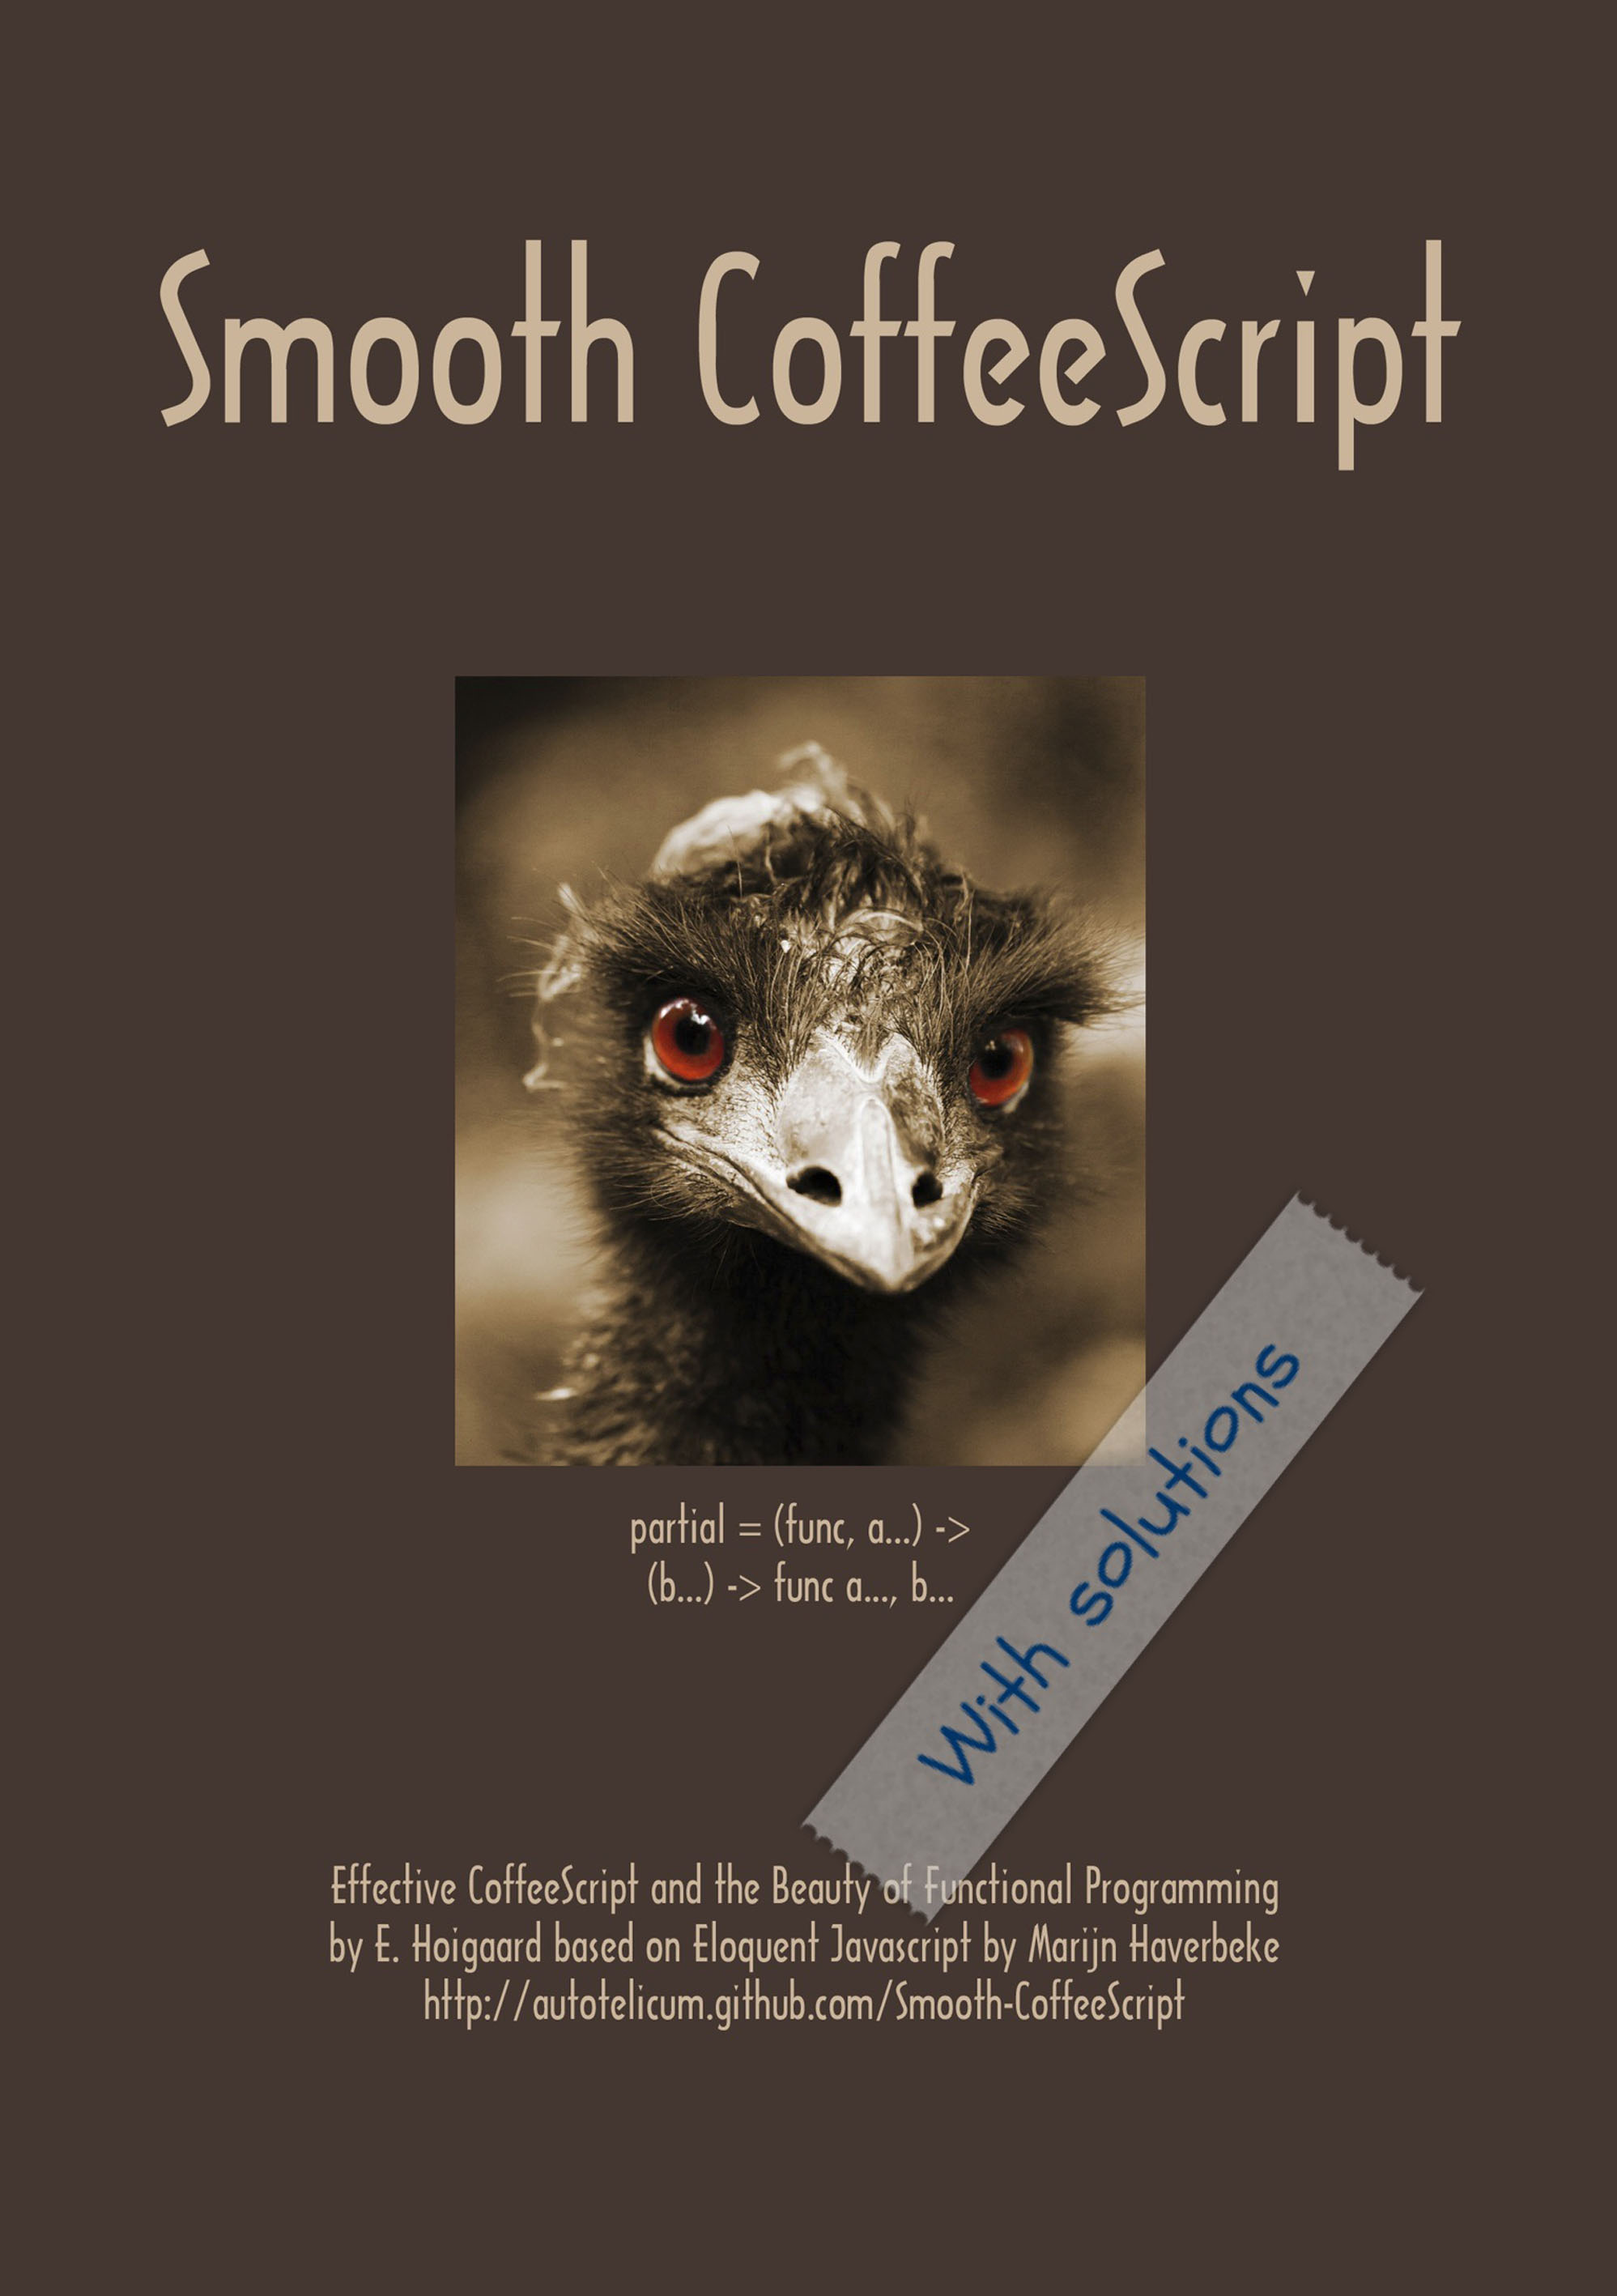 Smooth CoffeeScript
partial = (func, a...) ->
(b...) -> func a..., b...
With solutions
Effective CoffeeScript and the Beauty of Functional Programming
by E. Hoigaard based on Eloquent Javascript by Marijn Haverbeke
http://autotelicum.github.com/Smooth-CoffeeScript